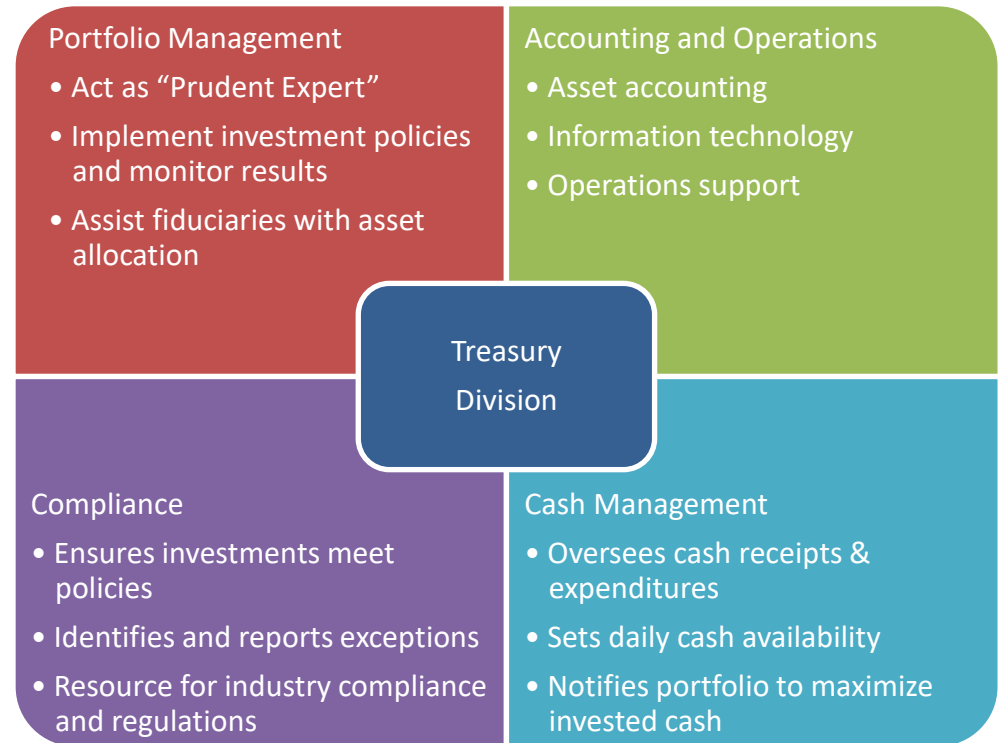 Portfolio Management
• Act as “Prudent Expert”
• Implement investment policies
and monitor results
• Assist fiduciaries with asset
allocation
Accounting and Operations
• Asset accounting
• Information technology
• Operations support
Treasury
Division
Compliance
• Ensures investments meet
policies
• Identifies and reports exceptions
• Resource for industry compliance
and regulations
Cash Management
• Oversees cash receipts &
expenditures
• Sets daily cash availability
• Notifies portfolio to maximize
invested cash